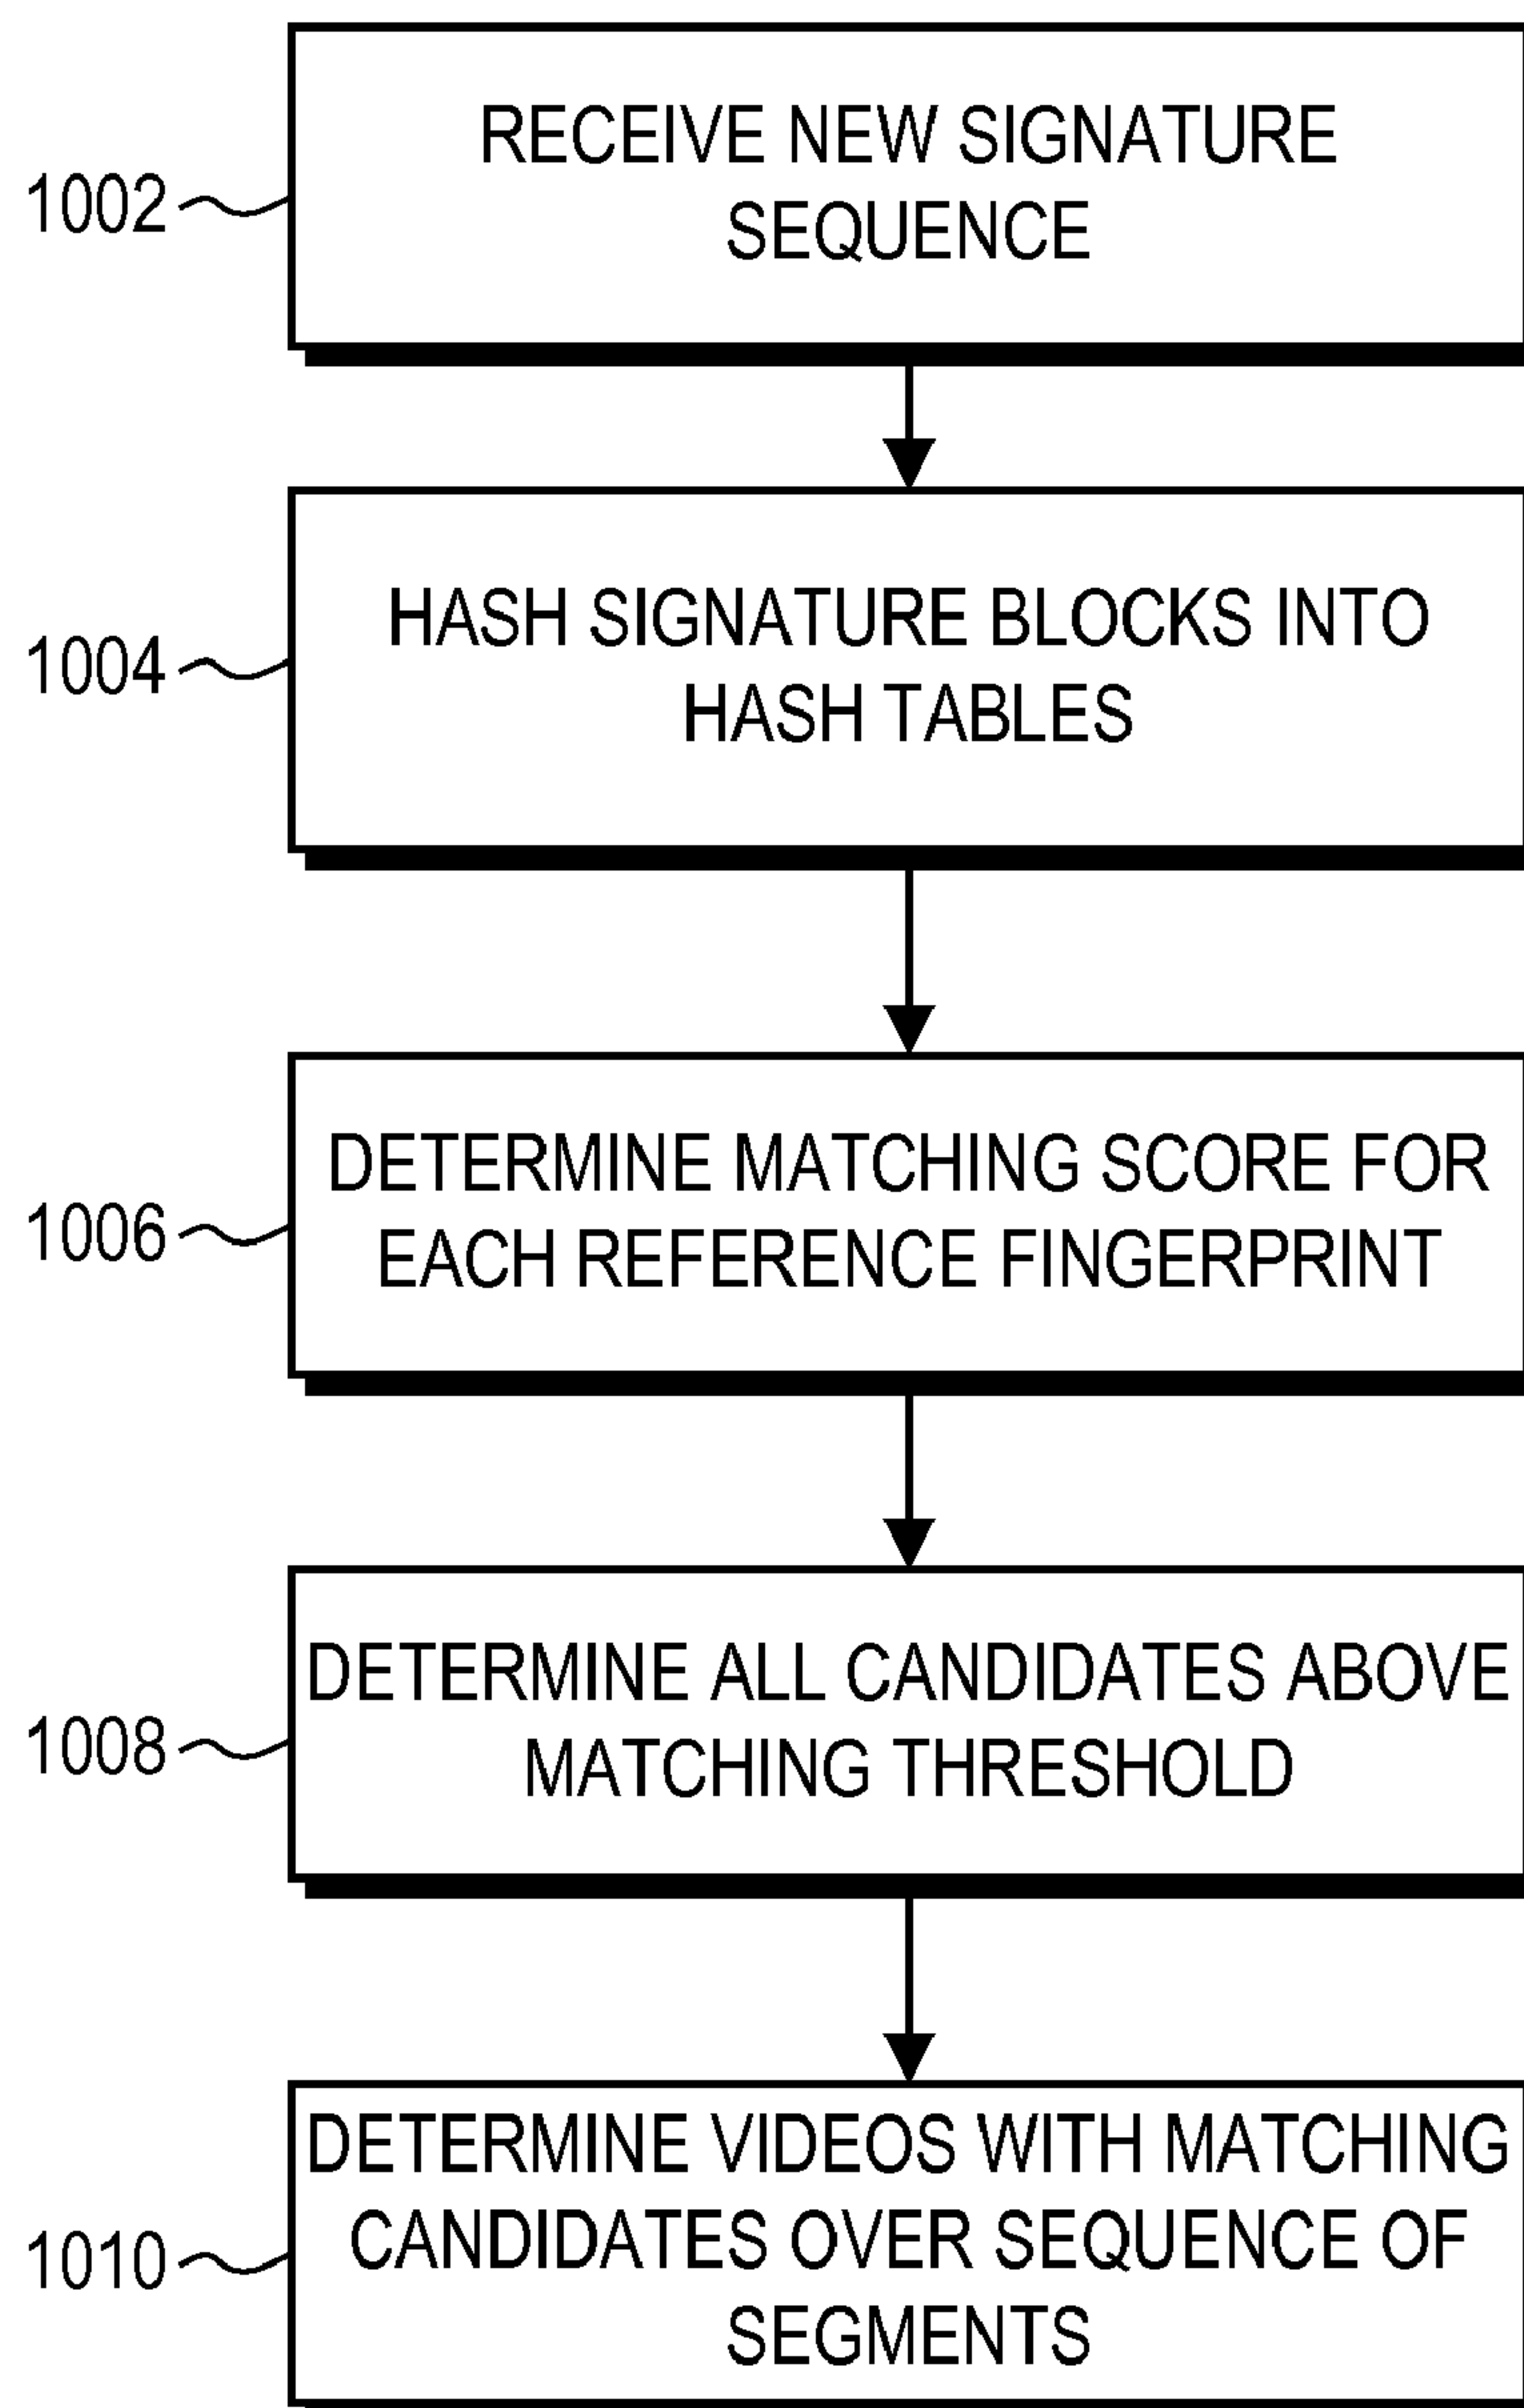 RECEIVE NEW SIGNATURE
SEQUENCE
1002
HASH SIGNATURE BLOCKS INTO
HASH TABLES
1004
DETERMINE MATCHING SCORE FOR
EACH REFERENCE FINGERPRINT
1006
DETERMINE ALL CANDIDATES ABOVE
MATCHING THRESHOLD
1008
DETERMINE VIDEOS WITH MATCHING
CANDIDATES OVER SEQUENCE OF
SEGMENTS
1010